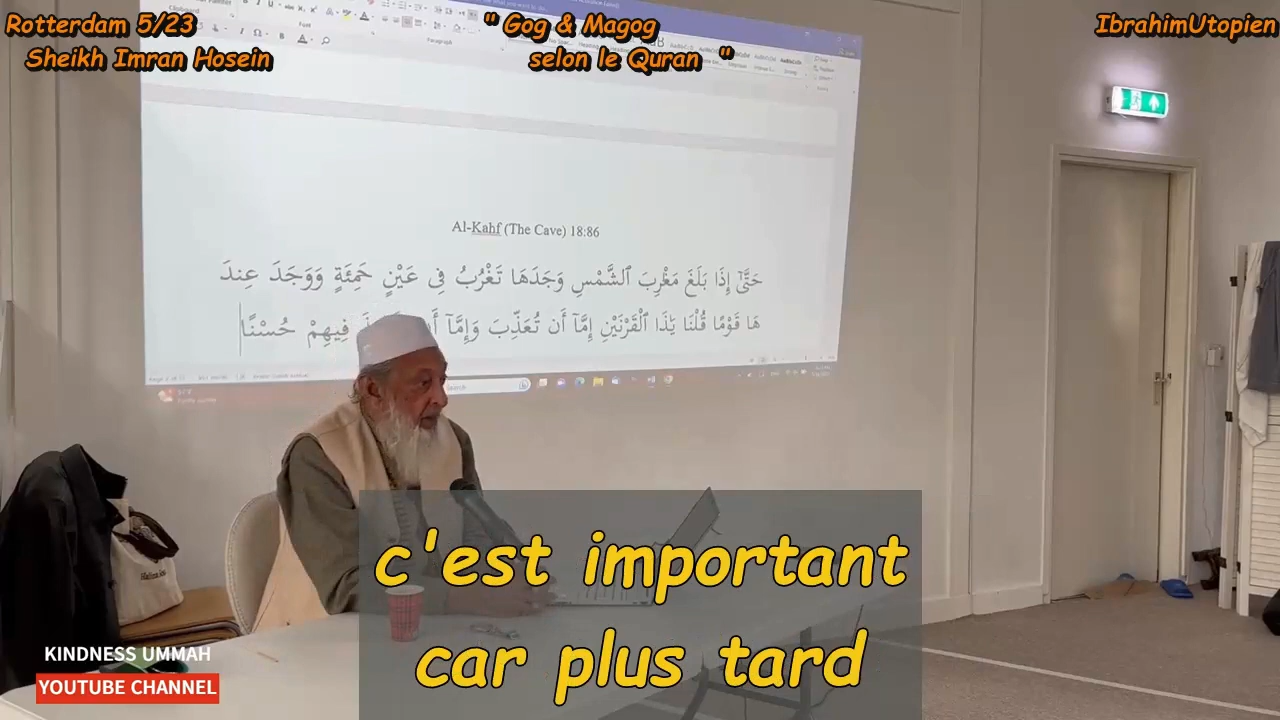 Rotterdam 5/23
Sheikh Imran Hosein
" Gog & Magog
selon le Quran "
IbrahimUtopien
Al-Kahf (The Cave) 18:86
حَتَّىٰٓ إِذَا بَلَغَ مَغْرِبَ ٱلشَّمْسِ وَجَدَهَا تَغْرُبُ فِى عَيْنٍ حَمِئَةٍ وَوَجَدَ عِندَ
هَا قَوْمًا قُلْنَا يَٰذَا ٱلْقَرْنَيْنِ إِمَّآ أَن تُعَذِّبَ وَإِمَّآ فِيهِمْ حُسْنًا
c'est important
car plus tard
KINDNESS UMMAH
YOUTUBE CHANNEL